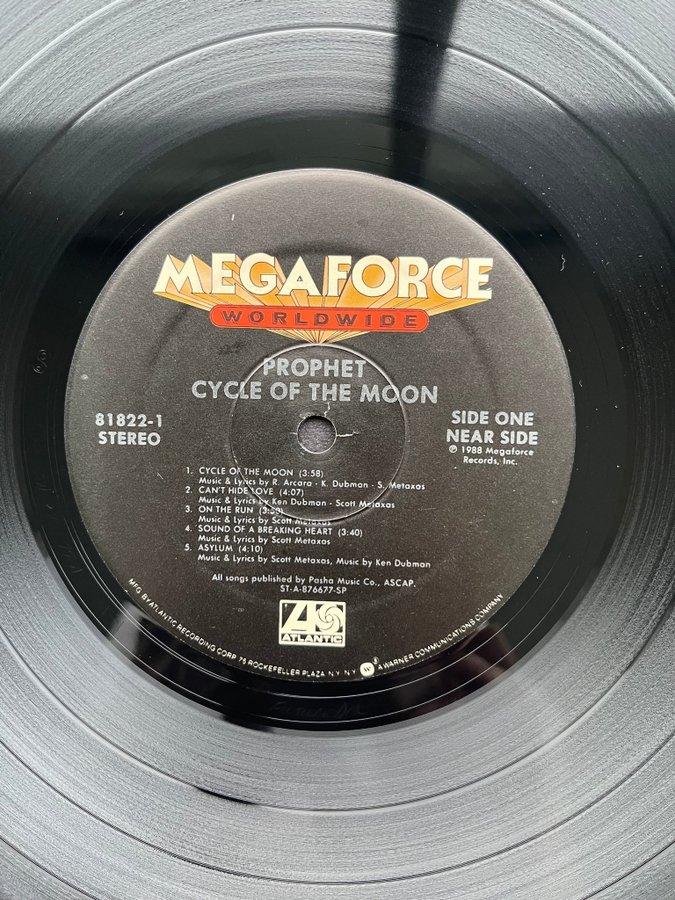 MEGAFORCE
WORLDWIDE
PROPHET
CYCLE OF THE MOON
81822-1
STEREO
SIDE ONE
NEAR SIDE
℗ 1988 Megaforce
Records, Inc.
1. CYCLE OF THE MOON (3:58)
Music & Lyrics by R. Arcara - K. Dubman - S. Metaxas
2. CAN'T HIDE LOVE (4:07)
Music & Lyrics by Ken Dubman - Scott Metaxas
3. ON THE RUN
Music & Lyrics by Scott Metaxas
4. SOUND OF A BREAKING HEART (3:40)
Music & Lyrics by Scott Metaxas
5. ASYLUM (4:10)
Music & Lyrics by Scott Metaxas, Music by Ken Dubman
All songs published by Pasha Music Co., ASCAP.
ST-A-876677-SP
ATLANTIC
MFG BY ATLANTIC RECORDING CORP 75 ROCKEFELLER PLAZA N.Y. N.Y. W ® A WARNER COMMUNICATIONS COMPANY